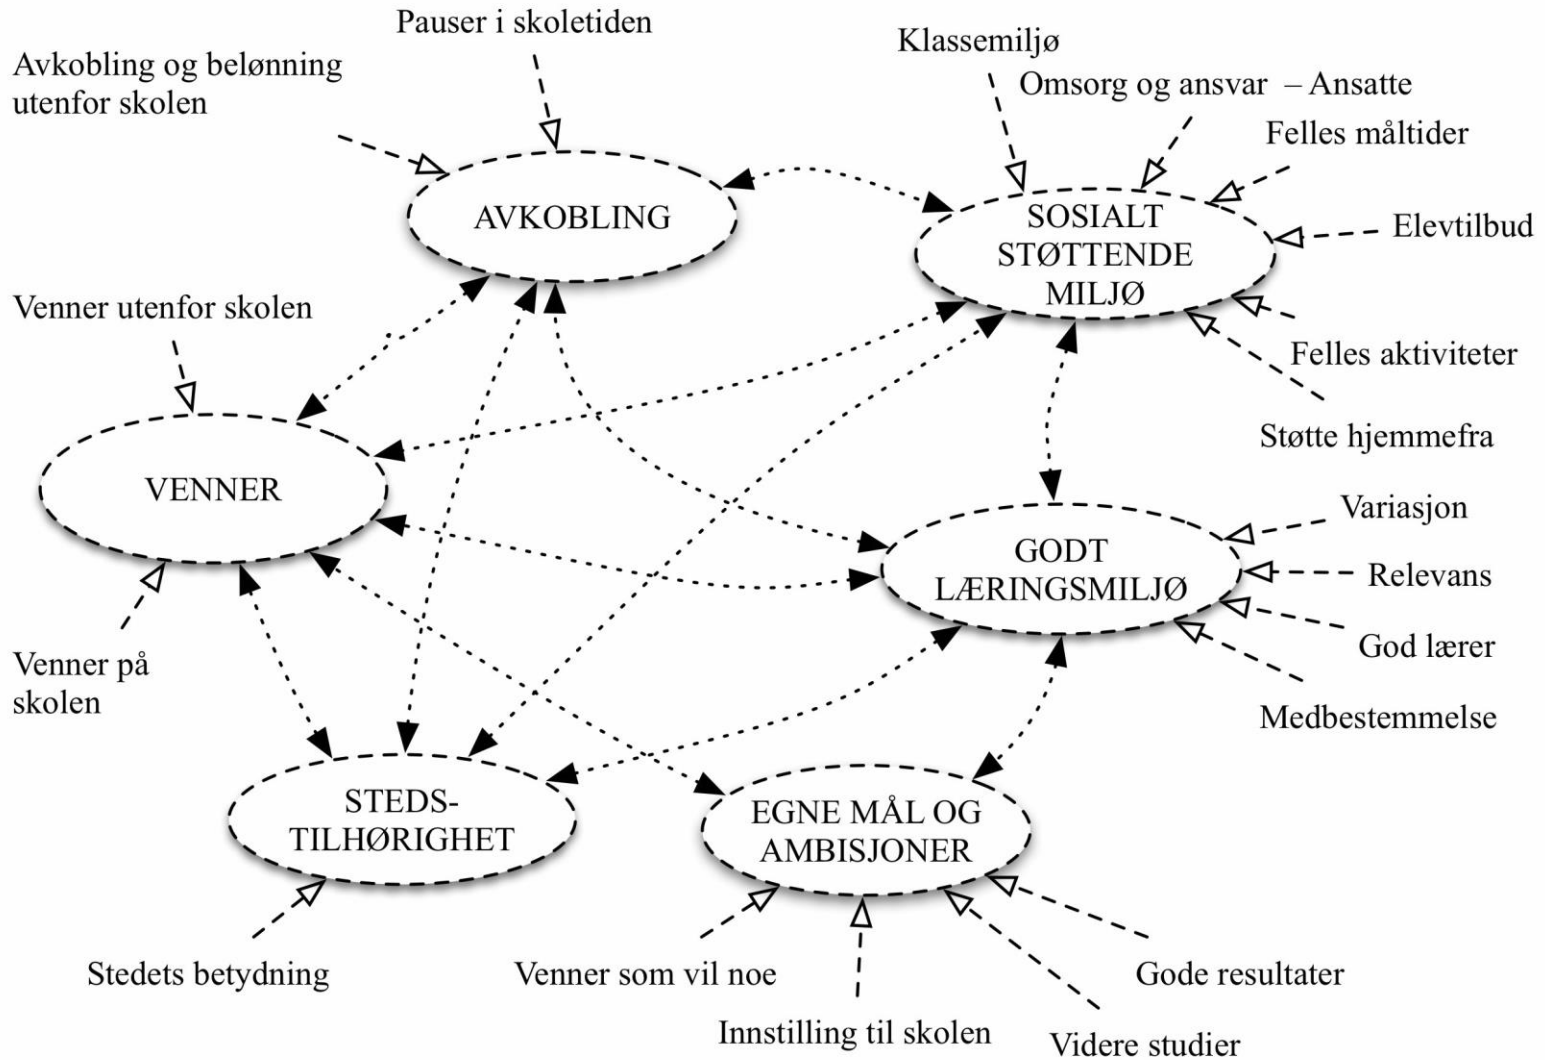 Pauser i skoletiden
Avkobling og belønning
utenfor skolen
Klassemiljø
Omsorg og ansvar – Ansatte
Felles måltider
AVKOBLING
SOSIALT
STØTTENDE
MILJØ
Elevtilbud
Venner utenfor skolen
Felles aktiviteter
Støtte hjemmefra
VENNER
Variasjon
GODT
LÆRINGSMILJØ
Relevans
God lærer
Medbestemmelse
Venner på
skolen
STEDS-
TILHØRIGHET
EGNE MÅL OG
AMBISJONER
Stedets betydning
Venner som vil noe
Gode resultater
Innstilling til skolen
Videre studier